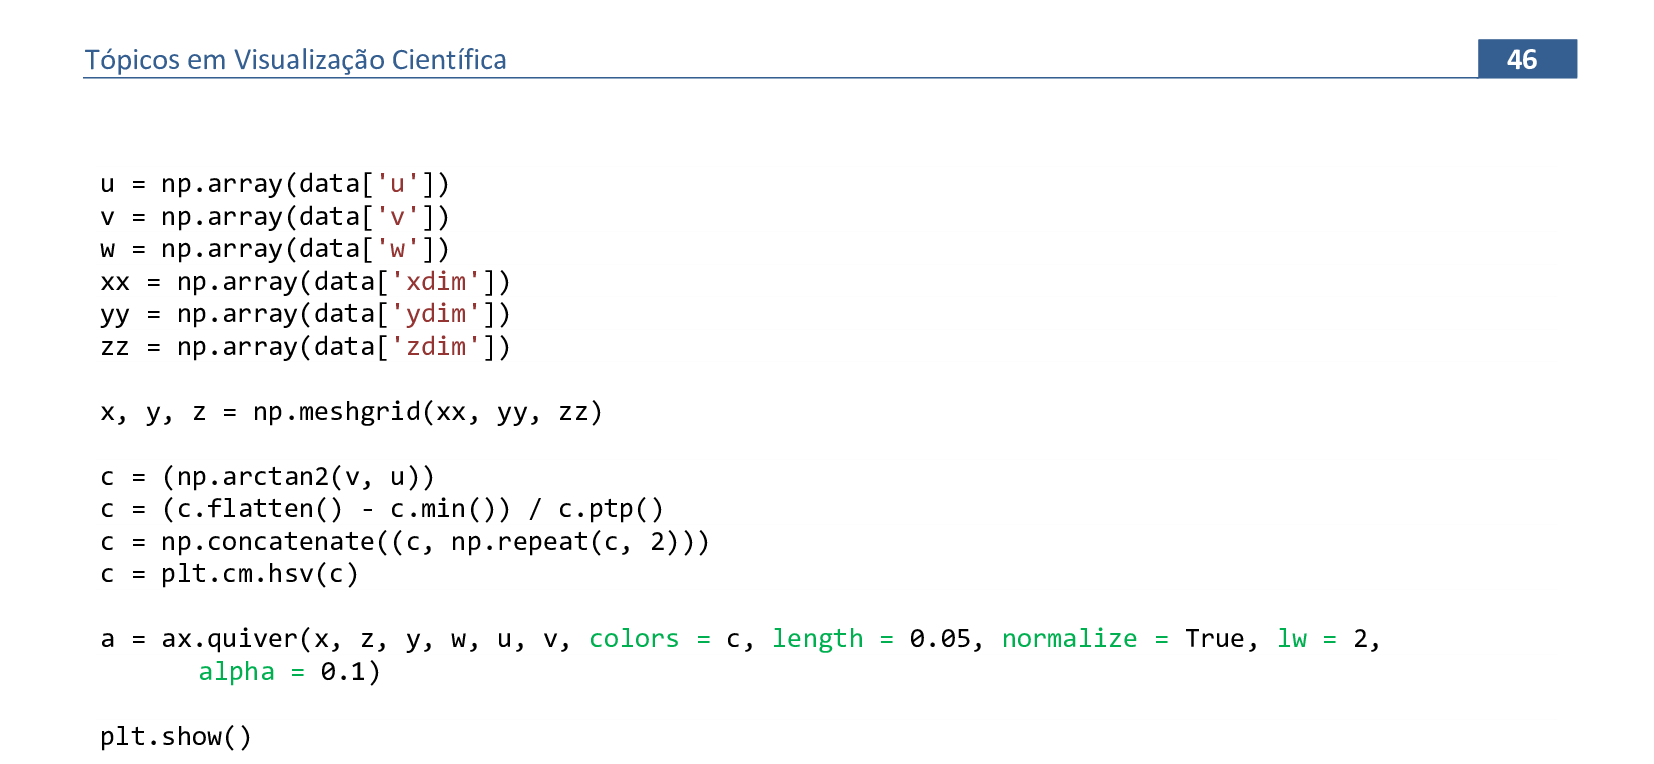 Tópicos em Visualização Científica 46
u = np.array(data['u'])
v = np.array(data['v'])
w = np.array(data['w'])
xx = np.array(data['xdim'])
yy = np.array(data['ydim'])
zz = np.array(data['zdim'])
x, y, z = np.meshgrid(xx, yy, zz)
c = (np.arctan2(v, u))
c = (c.flatten() - c.min()) / c.ptp()
c = np.concatenate((c, np.repeat(c, 2)))
c = plt.cm.hsv(c)
a = ax.quiver(x, z, y, w, u, v, colors = c, length = 0.05, normalize = True, lw = 2,
alpha = 0.1)
plt.show()